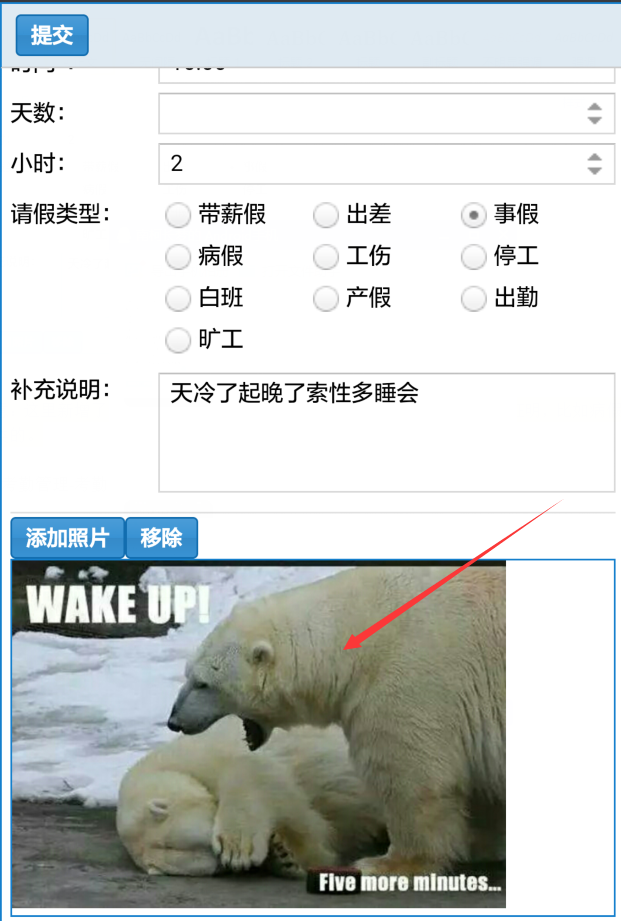 提交
天数：
小时： 2
请假类型： 带薪假 出差 事假
病假 工伤 停工
白班 产假 出勤
旷工
补充说明： 天冷了起晚了索性多睡会
添加照片 移除
WAKE UP!
Five more minutes...